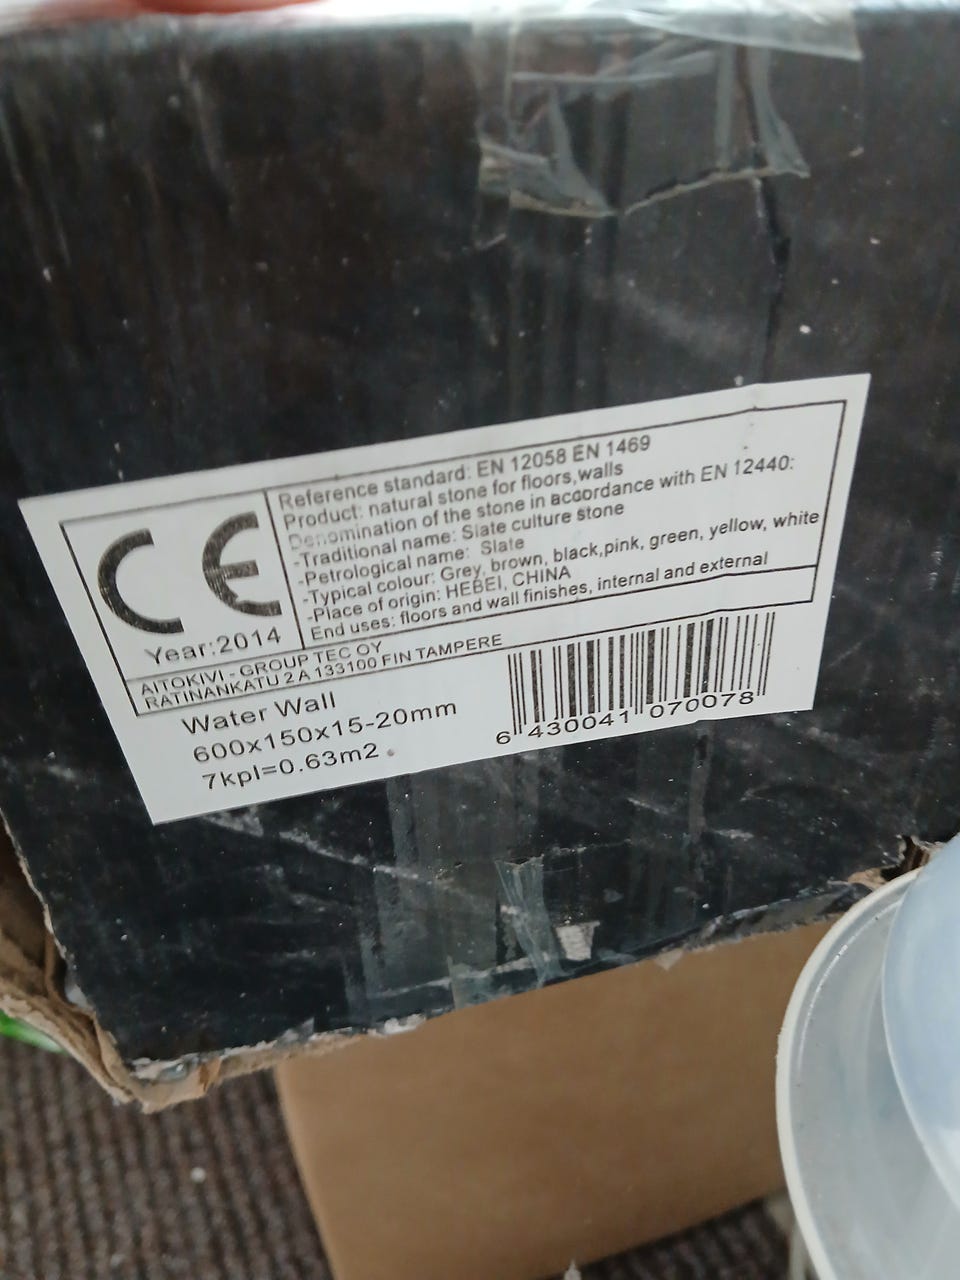 CE
Year:2014
Reference standard: EN 12058 EN 1469
Product: natural stone for floors,walls
Denomination of the stone in accordance with EN 12440:
-Traditional name: Slate culture stone
-Petrological name: Slate
-Typical colour: Grey, brown, black,pink, green, yellow, white
-Place of origin: HEBEI, CHINA
End uses: floors and wall finishes, internal and external
AITOKIVI - GROUP TEC OY
RATINANKATU 2 A 133100 FIN TAMPERE
Water Wall
600x150x15-20mm
7kpl=0.63m2
6 430041 070078